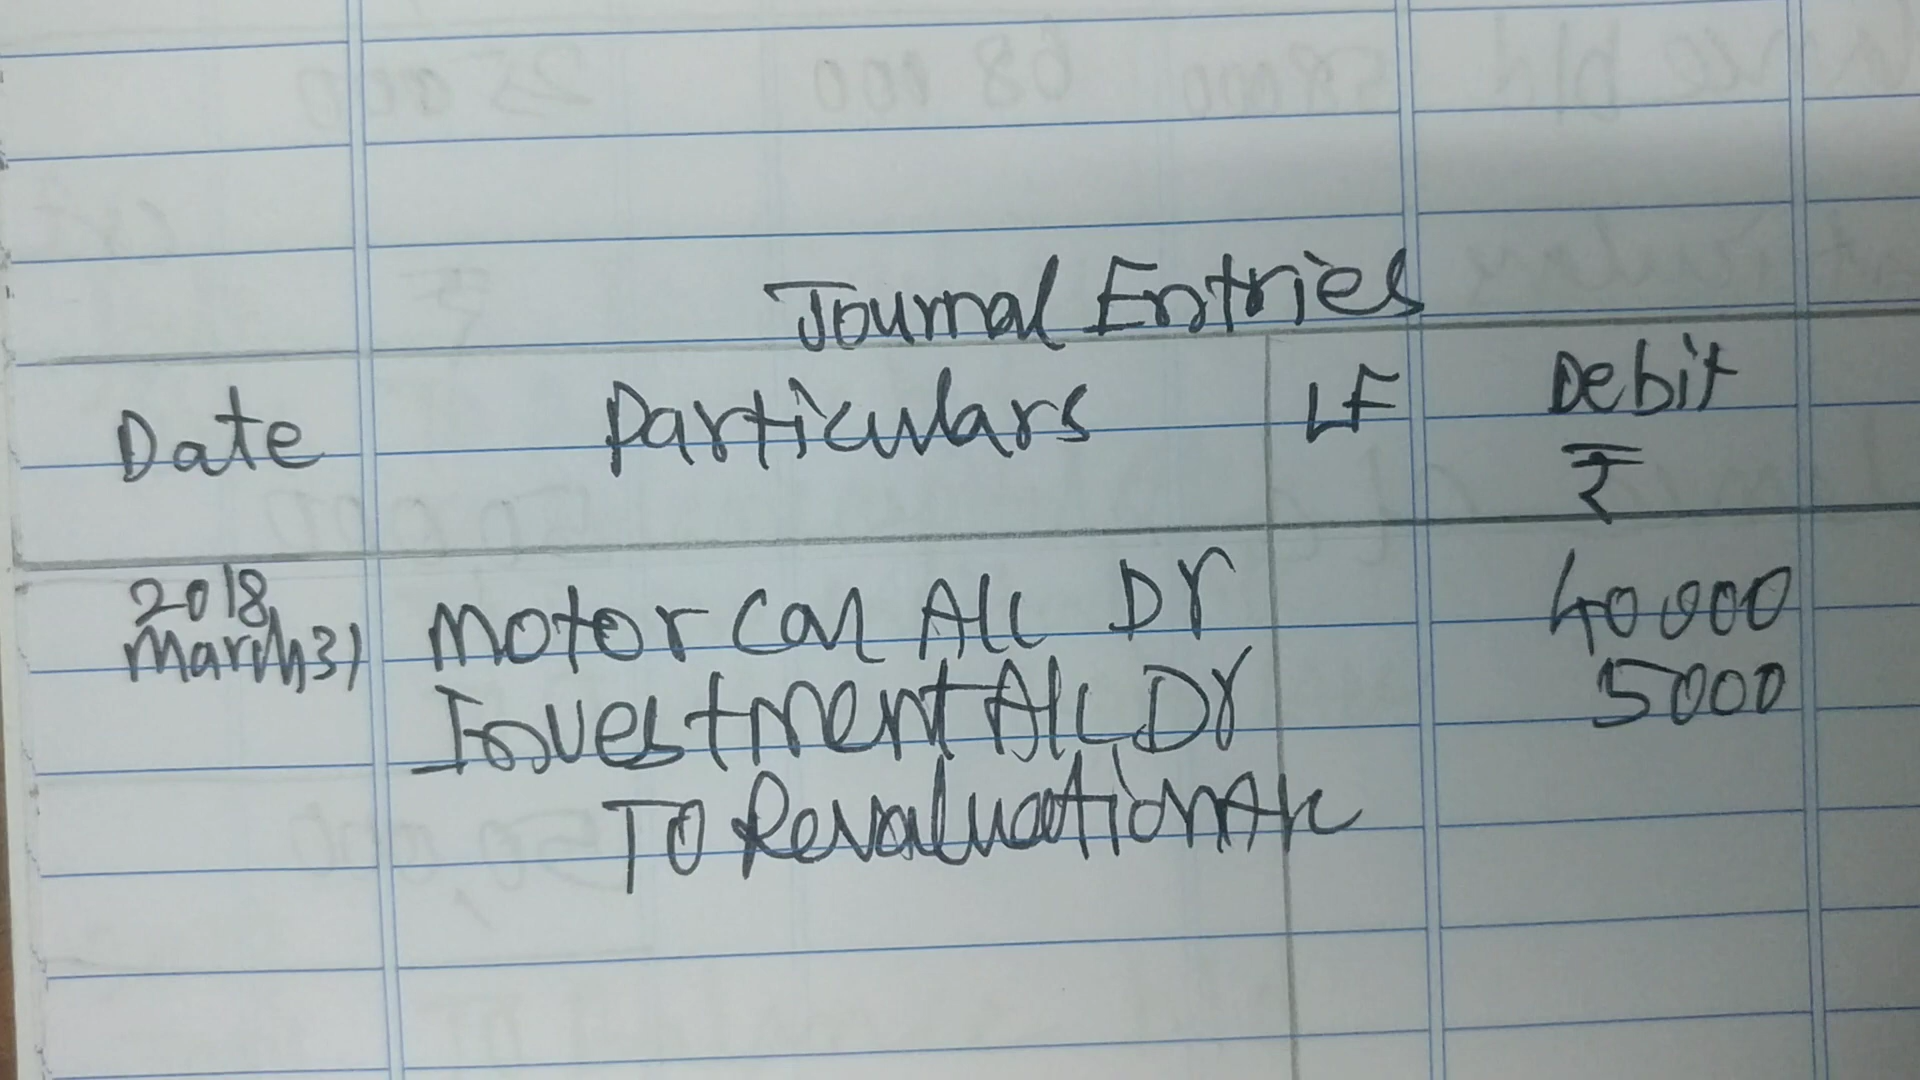 Journal Entries
Date Particulars LF Debit
₹
2018 Motor Car A/c Dr 40000
March 31 Investment A/c Dr 5000
To Revaluation A/c